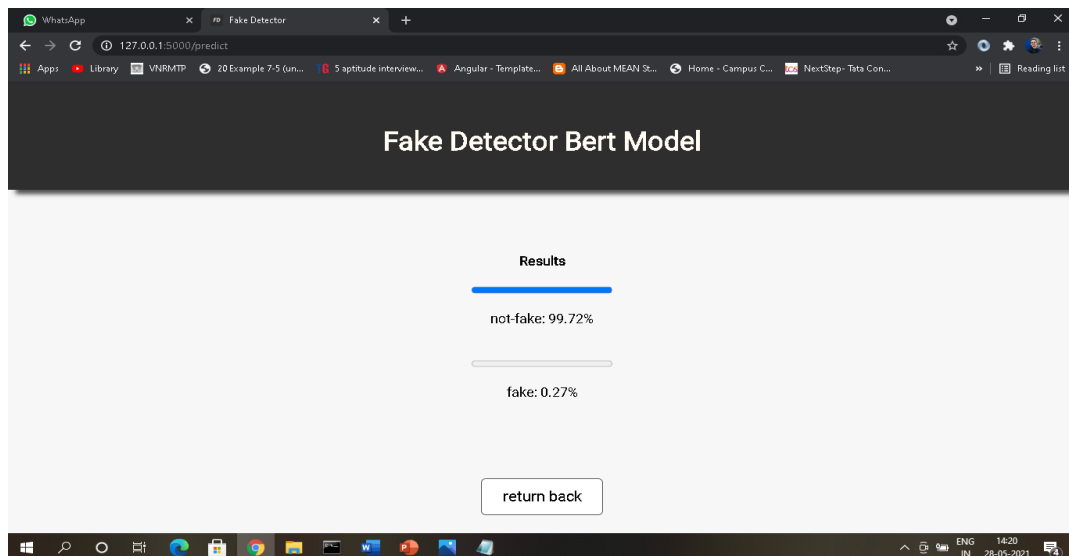 WhatsApp
FD Fake Detector
127.0.0.1:5000/predict
Apps Library VNRMTP 20 Example 7-5 (un... 5 aptitude interview... Angular - Template... All About MEAN St... Home - Campus C... NextStep- Tata Con... » Reading list
Fake Detector Bert Model
Results
not-fake: 99.72%
fake: 0.27%
return back
ENG 14:20
IN 28-05-2021